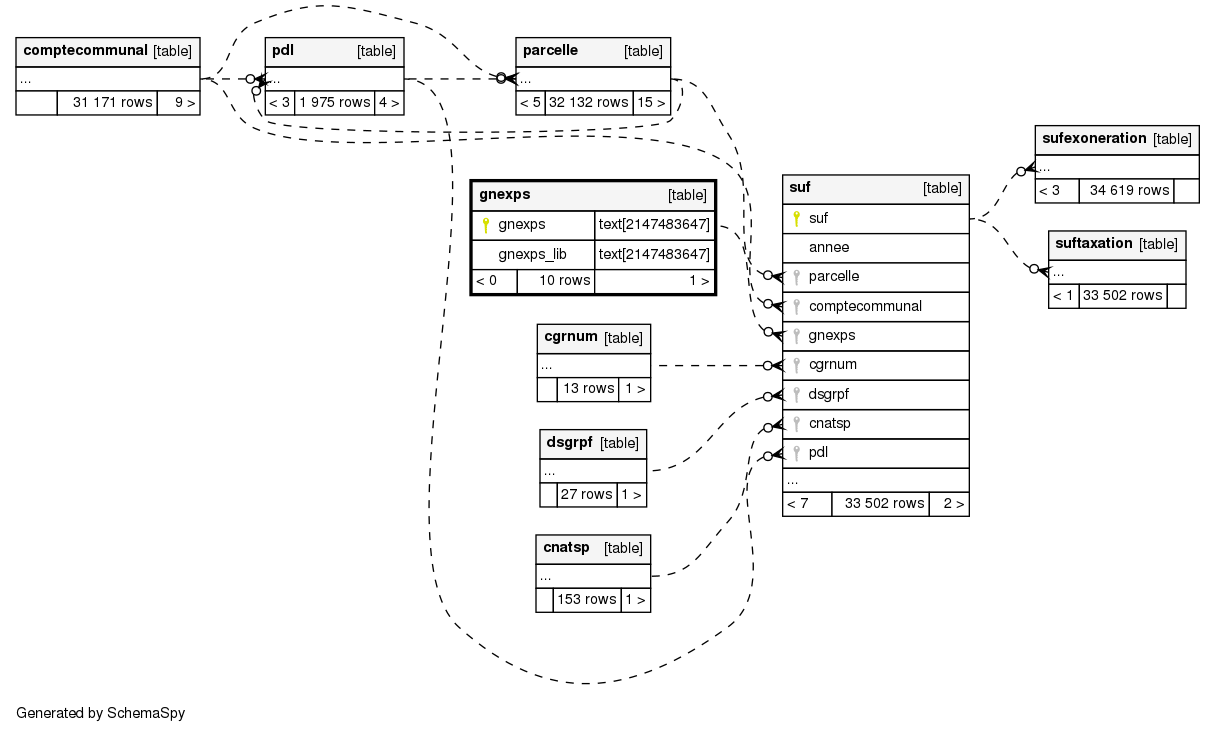 comptecommunal [table]
...
31 171 rows 9 >
pdl [table]
...
< 3 1 975 rows 4 >
parcelle [table]
...
< 5 32 132 rows 15 >
sufexoneration [table]
...
< 3 34 619 rows
gnexps [table]
gnexps text[2147483647]
gnexps_lib text[2147483647]
< 0 10 rows 1 >
suf [table]
suf
annee
parcelle
comptecommunal
gnexps
cgrnum
dsgrpf
cnatsp
pdl
...
< 7 33 502 rows 2 >
suftaxation [table]
...
< 1 33 502 rows
cgrnum [table]
...
13 rows 1 >
dsgrpf [table]
...
27 rows 1 >
cnatsp [table]
...
153 rows 1 >
Generated by SchemaSpy